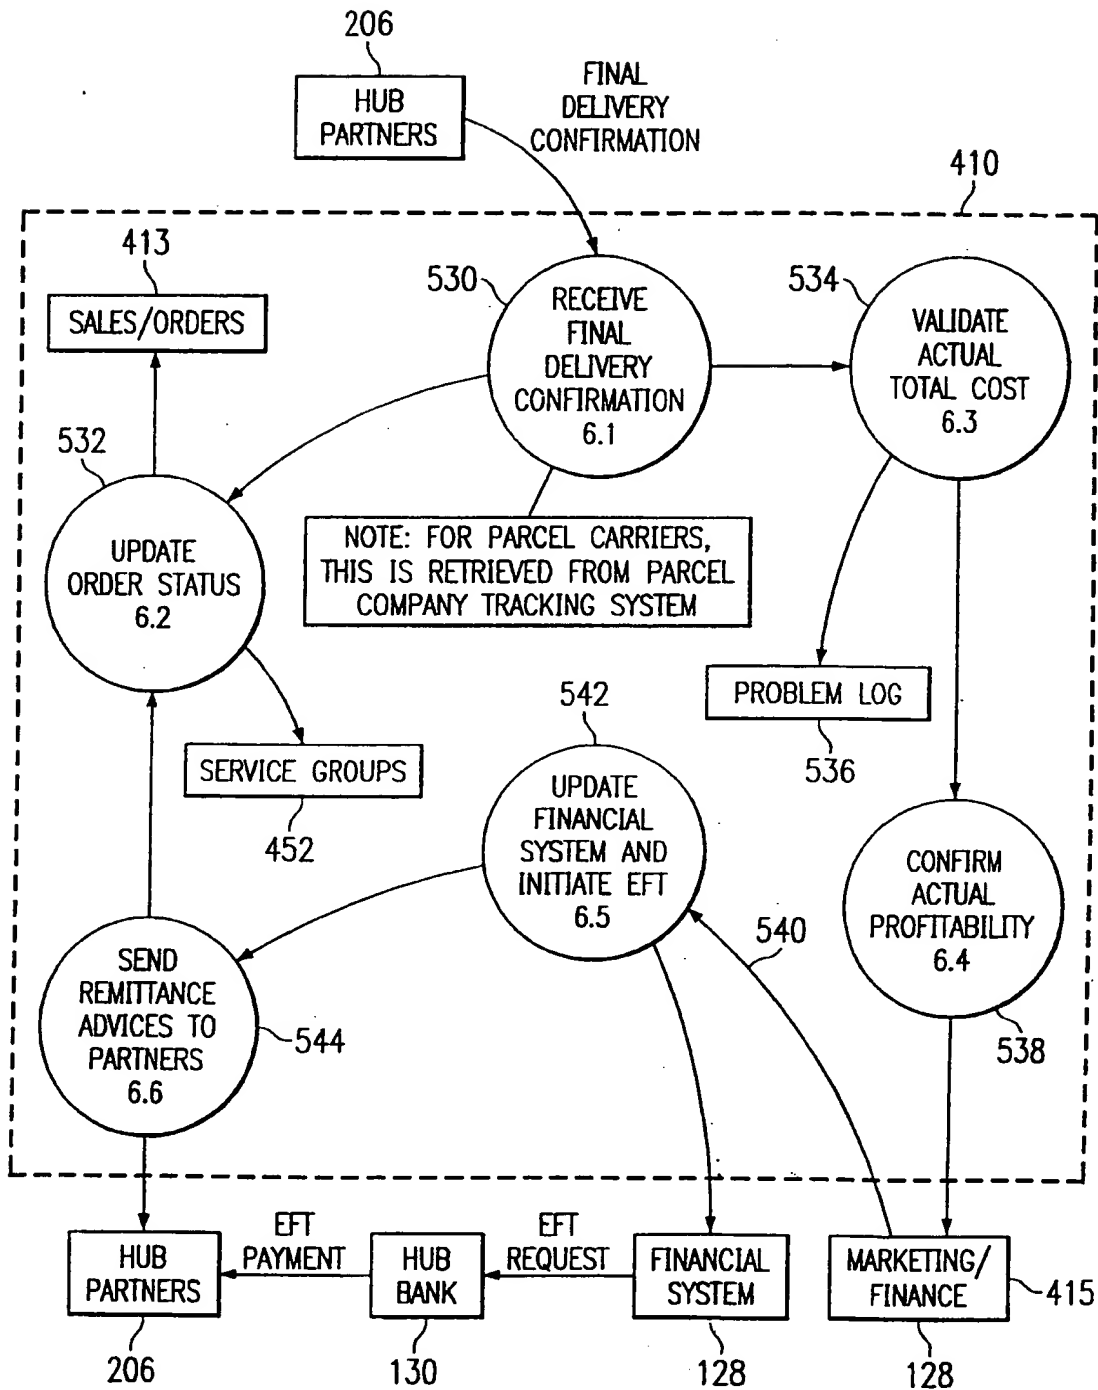 206
HUB
PARTNERS
FINAL
DELIVERY
CONFIRMATION
410
413
SALES/ORDERS
530
RECEIVE
FINAL
DELIVERY
CONFIRMATION
6.1
534
VALIDATE
ACTUAL
TOTAL COST
6.3
532
UPDATE
ORDER STATUS
6.2
NOTE: FOR PARCEL CARRIERS,
THIS IS RETRIEVED FROM PARCEL
COMPANY TRACKING SYSTEM
PROBLEM LOG
536
SERVICE GROUPS
452
542
UPDATE
FINANCIAL
SYSTEM AND
INITIATE EFT
6.5
CONFIRM
ACTUAL
PROFITABILITY
6.4
538
540
SEND
REMITTANCE
ADVICES TO
PARTNERS
6.6
544
HUB
PARTNERS
206
EFT
PAYMENT
HUB
BANK
130
EFT
REQUEST
FINANCIAL
SYSTEM
128
MARKETING/
FINANCE
415
128